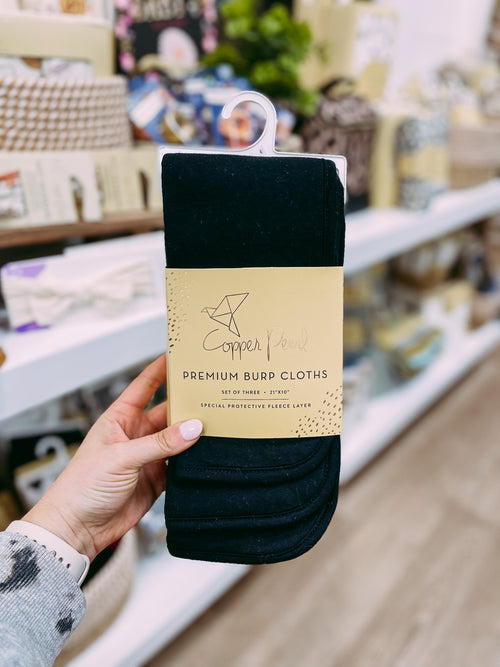 Copper Pearl
PREMIUM BURP CLOTHS
SET OF THREE • 21"X10"
SPECIAL PROTECTIVE FLEECE LAYER